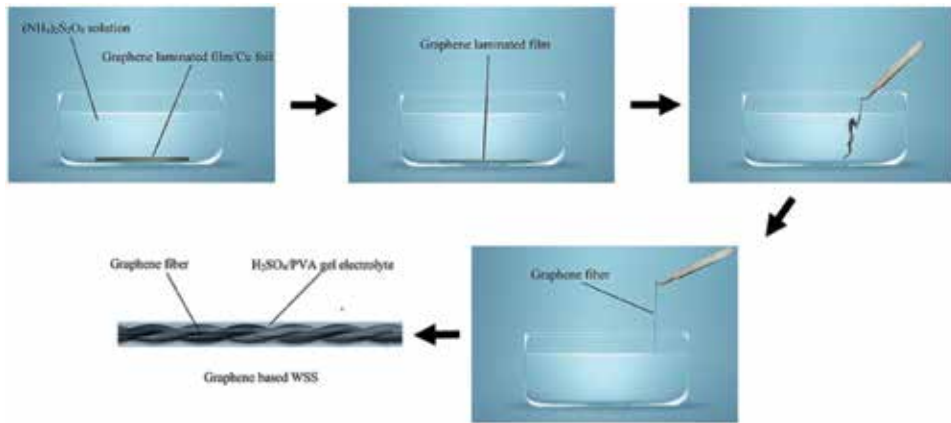 (NH₄)₂S₂O₈ solution
Graphene laminated film/Cu foil
Graphene laminated film
Graphene fiber
H₂SO₄/PVA gel electrolyte
Graphene based WSS
Graphene fiber